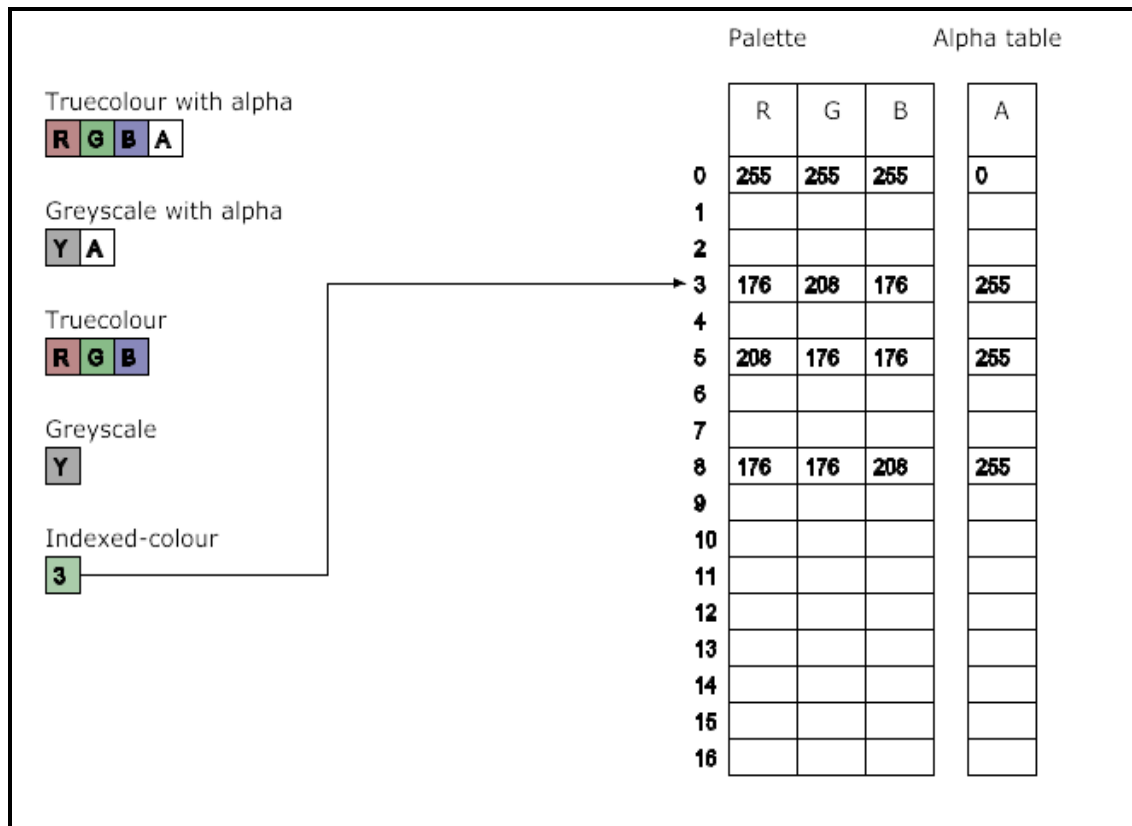 Palette Alpha table
Truecolour with alpha
R G B A
Greyscale with alpha
Y A
Truecolour
R G B
Greyscale
Y
Indexed-colour
3
R G B A
0 255 255 255 0
1
2
3 176 208 176 255
4
5 208 176 176 255
6
7
8 176 176 208 255
9
10
11
12
13
14
15
16